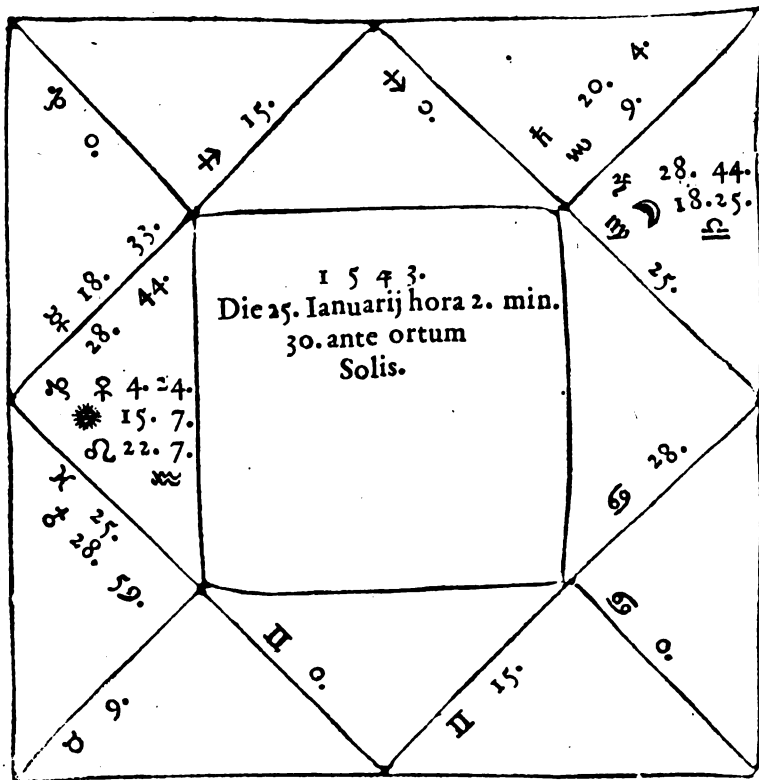 ♐ 0.
♐ 15.
♑ 0.
18. 33.
28. 44.
♀ 4. 24.
☀ 15. 7.
☊ 22. 7.
♒
♓ 25.
28. 59.
♉ 9.
♊ 0.
♊ 15.
♋ 0.
♋ 28.
25.
♃ 28. 44.
♍ ☽ 18. 25.
♎
♄ 20. 4.
♏ 9.
1 5 4 3.
Die 25. Ianuarij hora 2. min.
30. ante ortum
Solis.